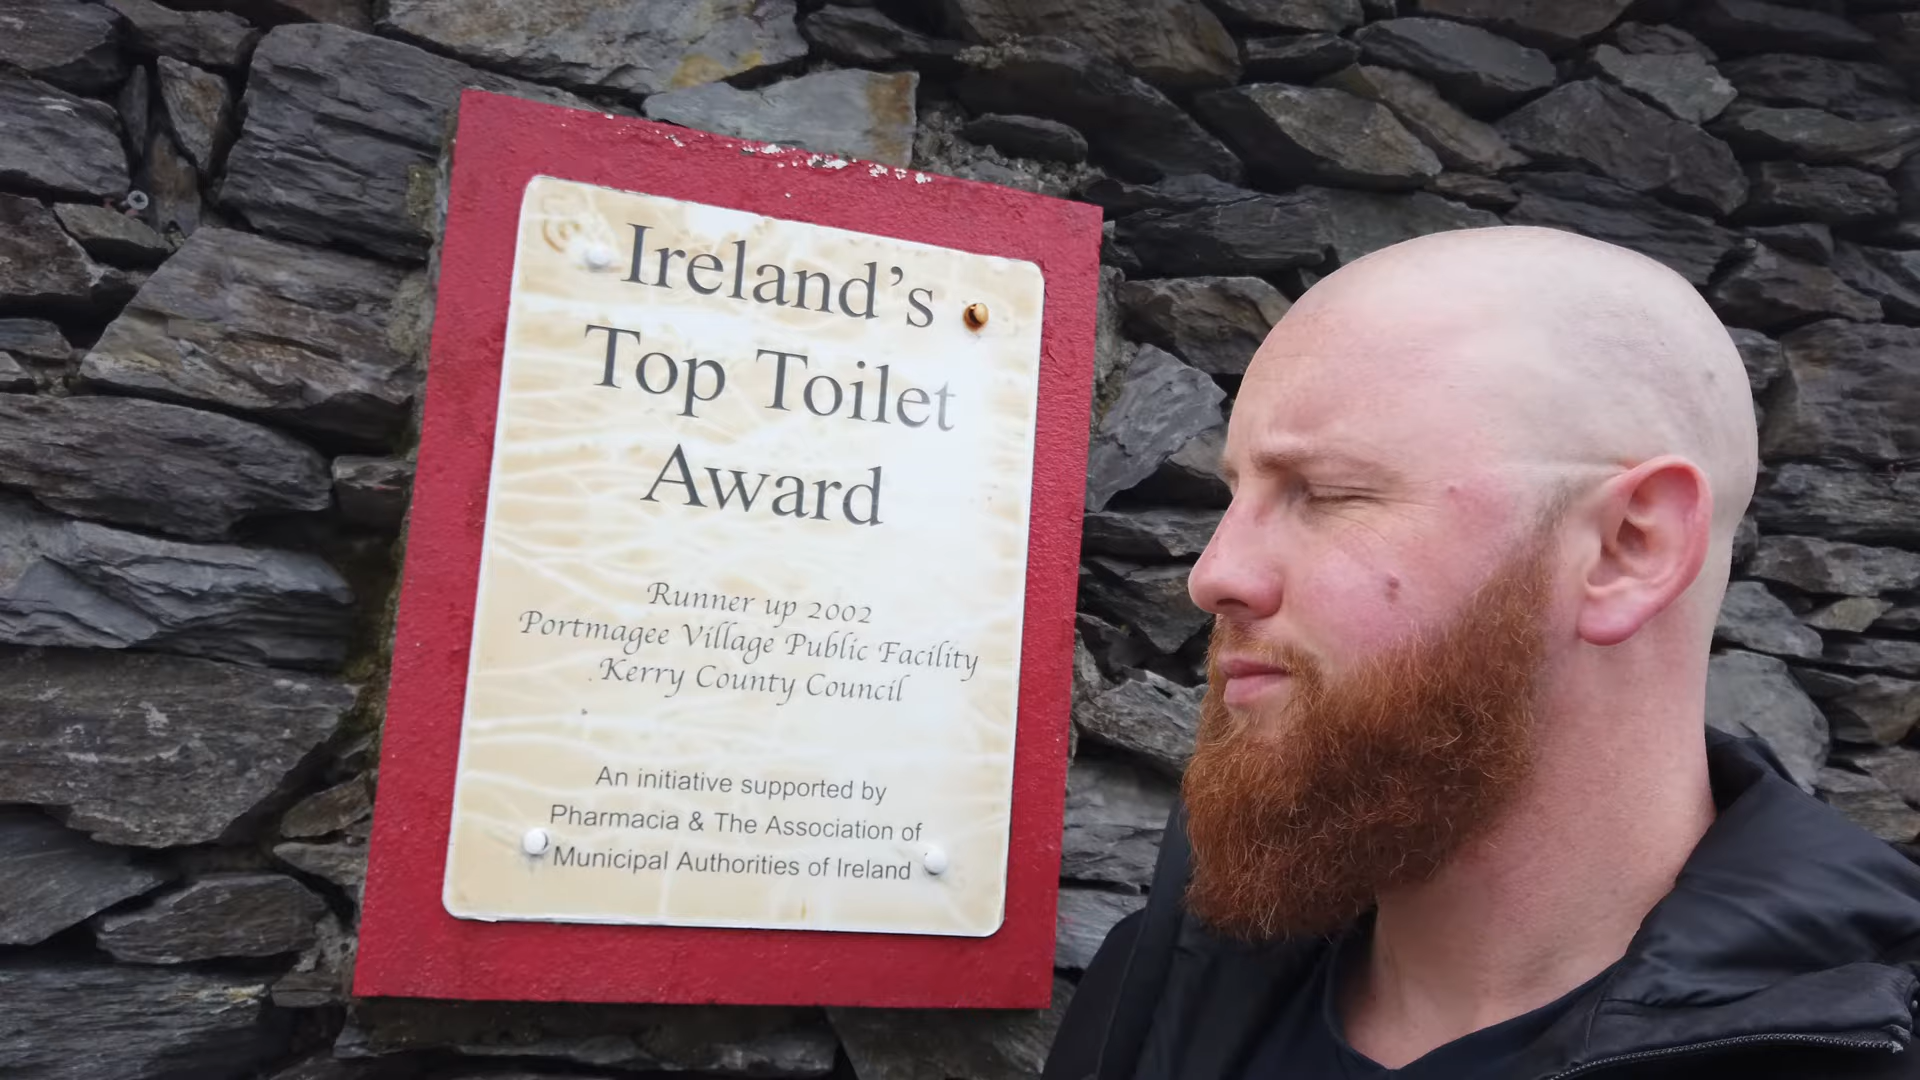 Ireland's
Top Toilet
Award
Runner up 2002
Portmagee Village Public Facility
Kerry County Council
An initiative supported by
Pharmacia & The Association of
Municipal Authorities of Ireland